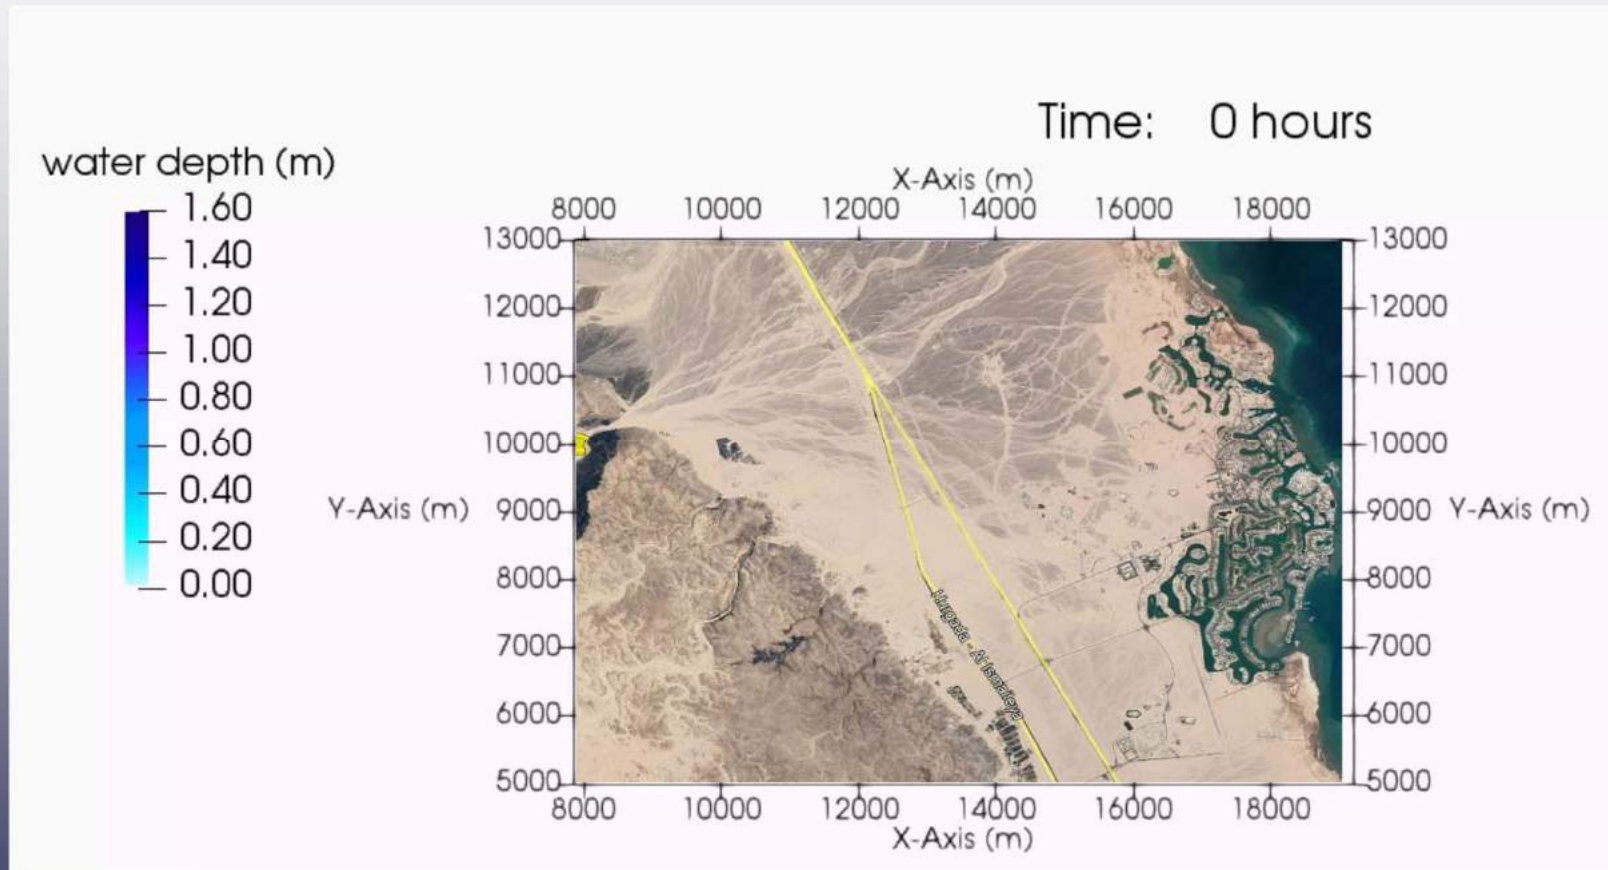 Time: 0 hours
water depth (m)
1.60
1.40
1.20
1.00
0.80
0.60
0.40
0.20
0.00
X-Axis (m)
8000 10000 12000 14000 16000 18000
13000 13000
12000 12000
11000 11000
10000 10000
Y-Axis (m) 9000 9000 Y-Axis (m)
8000 8000
7000 7000
6000 6000
5000 5000
Hurgada - Al Ismaileya
8000 10000 12000 14000 16000 18000
X-Axis (m)